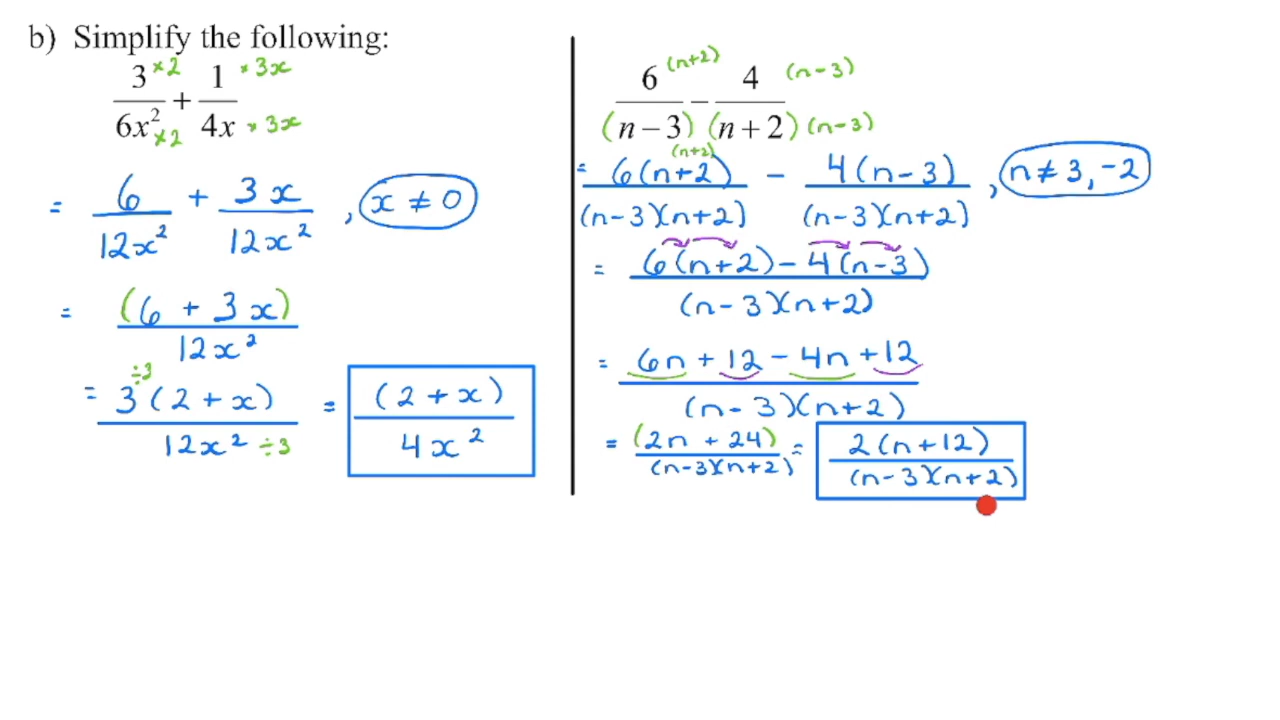 b) Simplify the following:
3 ×2 / 6x² ×2 + 1 × 3x / 4x × 3x
= 6 / 12x² + 3x / 12x² , x ≠ 0
= (6 + 3x) / 12x²
= 3 ÷3 (2 + x) / 12x² ÷3 = (2 + x) / 4x²
6 (n+2) / (n − 3) (n+2) − 4 (n−3) / (n + 2) (n−3)
= 6(n+2) / (n−3)(n+2) − 4(n−3) / (n−3)(n+2) , n ≠ 3, −2
= 6(n+2) − 4(n−3) / (n−3)(n+2)
= 6n + 12 − 4n + 12 / (n−3)(n+2)
= (2n + 24) / (n−3)(n+2) = 2(n+12) / (n−3)(n+2)